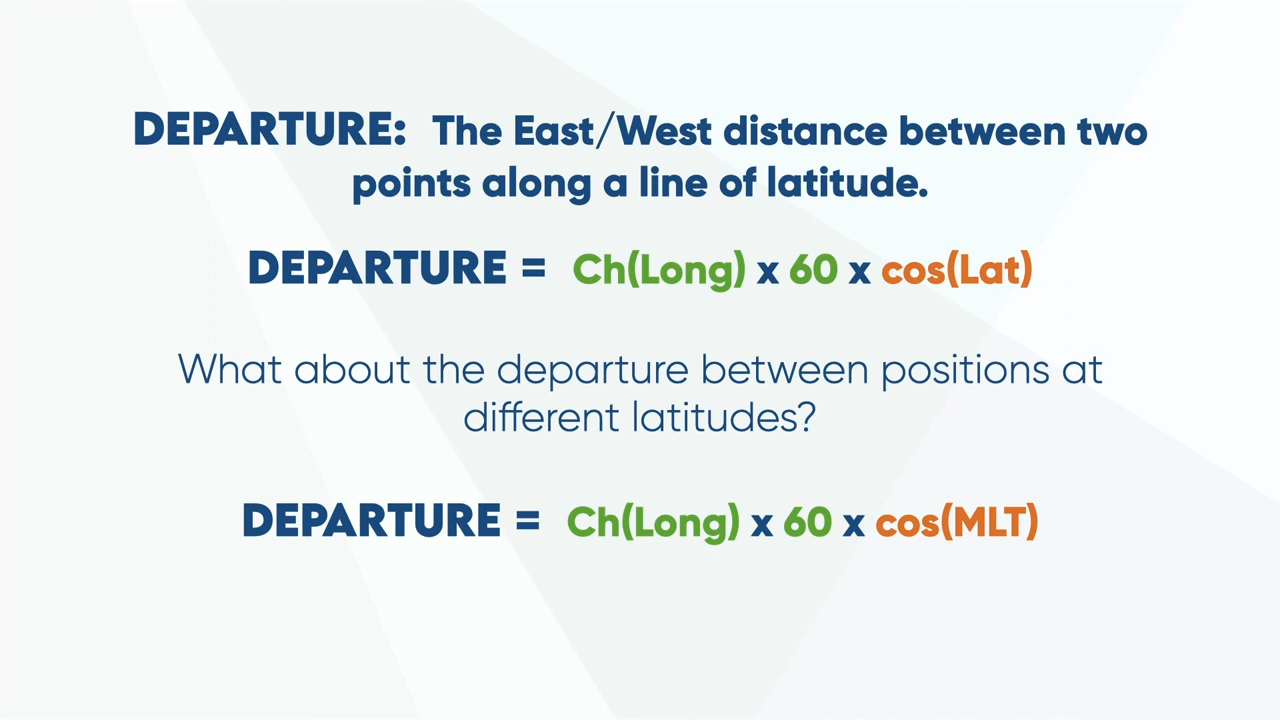 DEPARTURE: The East/West distance between two
points along a line of latitude.
DEPARTURE = Ch(Long) x 60 x cos(Lat)
What about the departure between positions at
different latitudes?
DEPARTURE = Ch(Long) x 60 x cos(MLT)